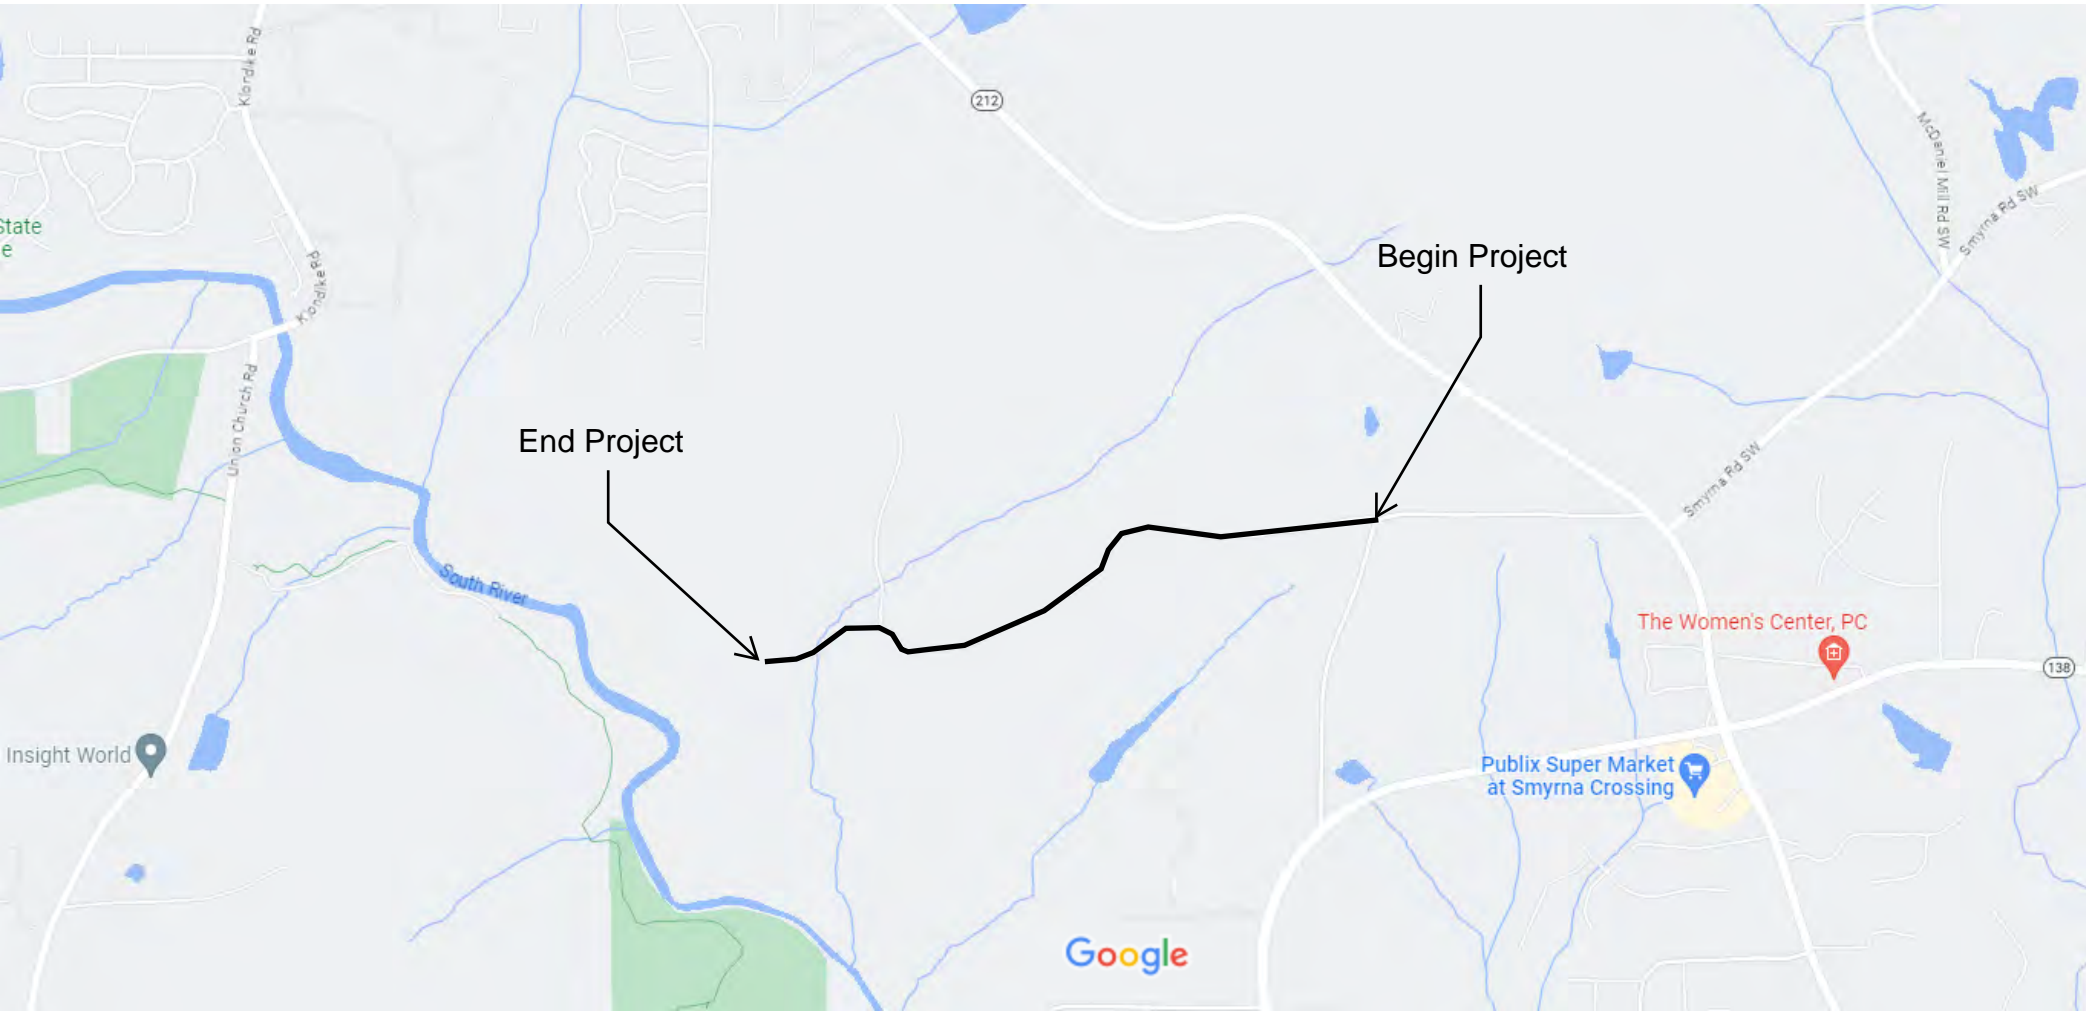 Klondike Rd
212
McDaniel Mill Rd SW
Smyrna Rd SW
State
e
Klondike Rd
Begin Project
Union Church Rd
End Project
Smyrna Rd SW
South River
The Women's Center, PC
138
Insight World
Publix Super Market
at Smyrna Crossing
Google